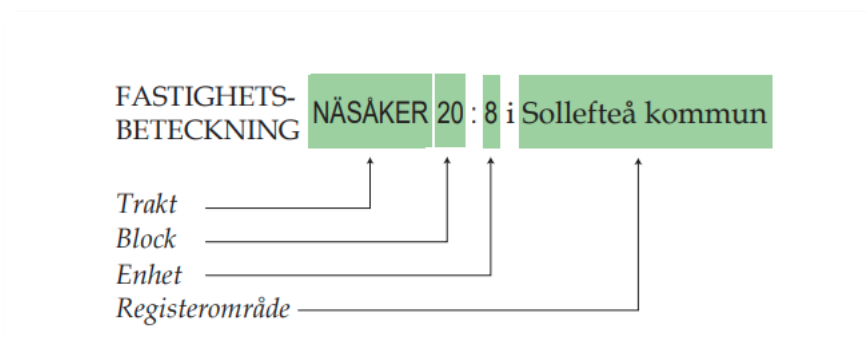 FASTIGHETS-
BETECKNING NÄSÅKER 20 : 8 i Sollefteå kommun
Trakt
Block
Enhet
Registerområde